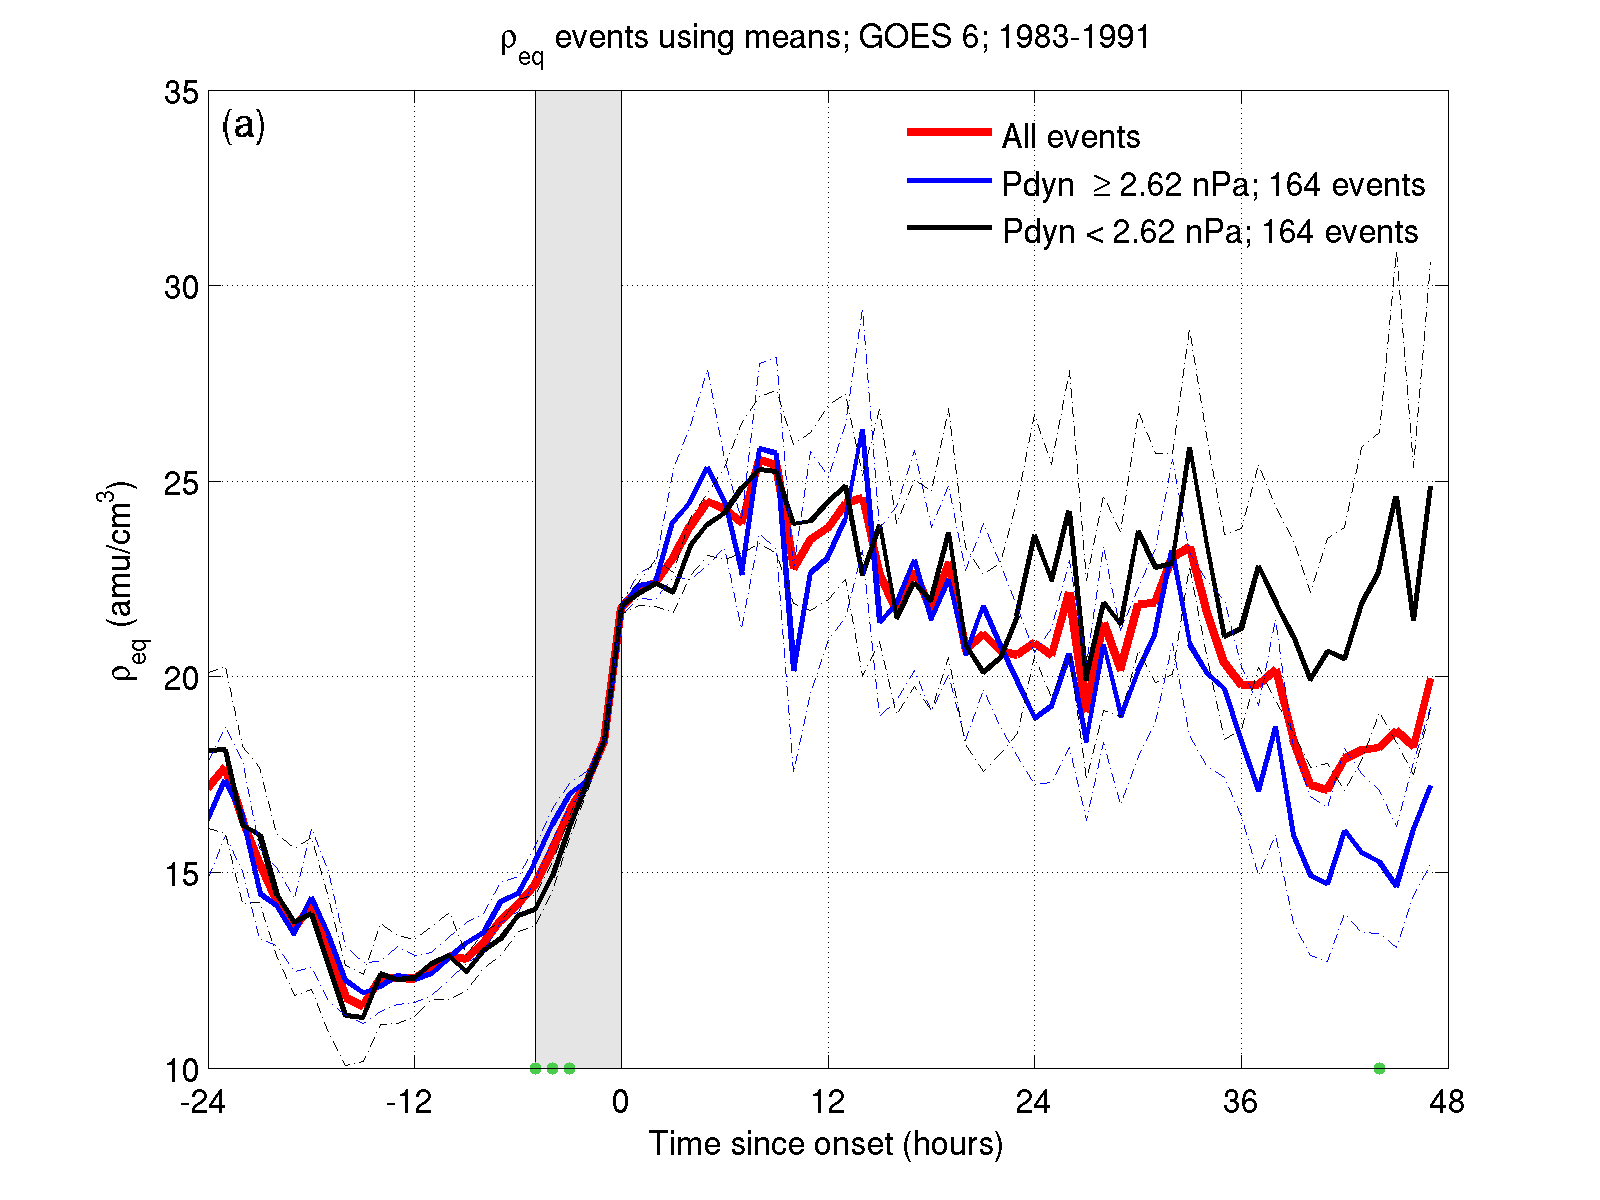 ρeq events using means; GOES 6; 1983-1991
(a)
All events
Pdyn ≥ 2.62 nPa; 164 events
Pdyn < 2.62 nPa; 164 events
35
30
25
20
15
10
ρeq (amu/cm³)
-24 -12 0 12 24 36 48
Time since onset (hours)